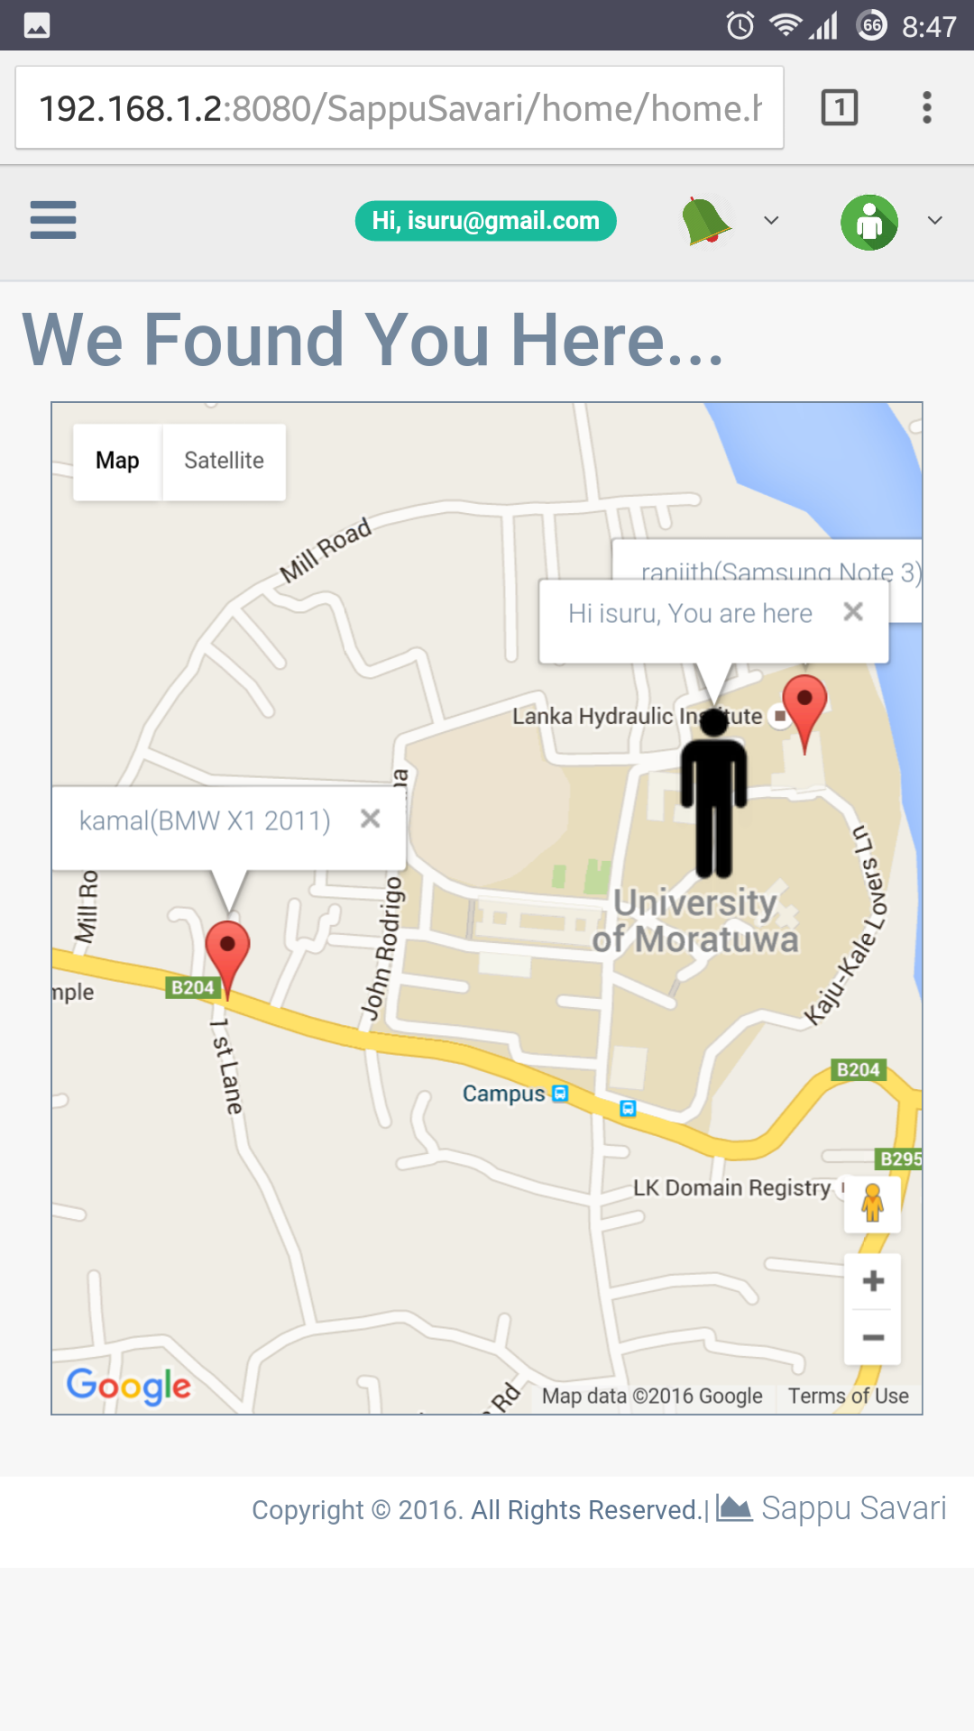 66 8:47
192.168.1.2:8080/SappuSavari/home/home.h
1
Hi, isuru@gmail.com
We Found You Here...
Map Satellite
Mill Road
ranjith(Samsung Note 3)
Hi isuru, You are here
Lanka Hydraulic Institute
kamal(BMW X1 2011)
Mill Ro
John Rodrigo
University
of Moratuwa
Kaju-Kale Lovers Ln
mple
B204
1 st Lane
Campus
B204
B295
LK Domain Registry
Rd
Google
Map data ©2016 Google Terms of Use
Copyright © 2016. All Rights Reserved.| Sappu Savari